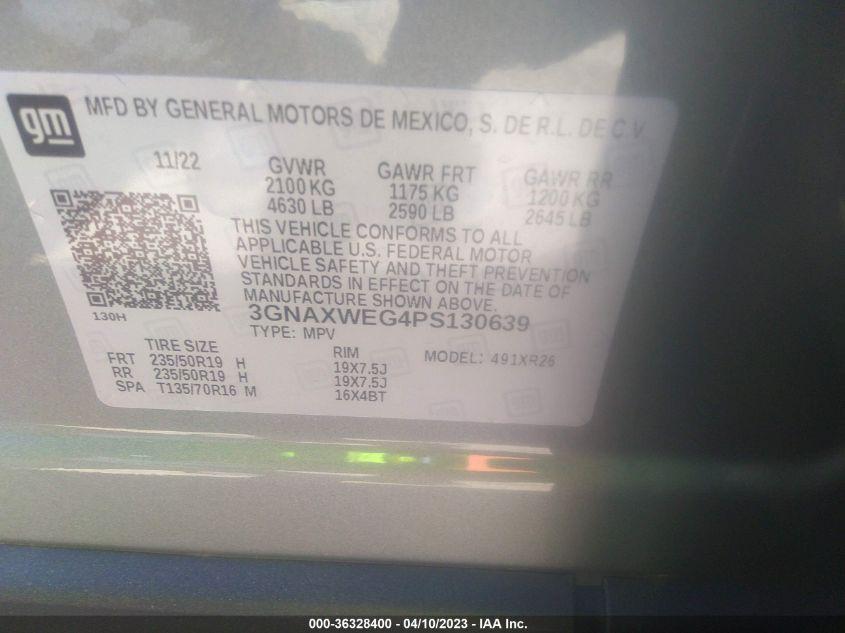 gm
MFD BY GENERAL MOTORS DE MEXICO, S. DE R.L. DE C.V.
11/22 GVWR GAWR FRT GAWR RR
2100 KG 1175 KG 1200 KG
4630 LB 2590 LB 2645 LB
THIS VEHICLE CONFORMS TO ALL
APPLICABLE U.S. FEDERAL MOTOR
VEHICLE SAFETY AND THEFT PREVENTION
STANDARDS IN EFFECT ON THE DATE OF
MANUFACTURE SHOWN ABOVE.
130H 3GNAXWEG4PS130639
TYPE: MPV
TIRE SIZE RIM MODEL: 491XR26
FRT 235/50R19 H 19X7.5J
RR 235/50R19 H 19X7.5J
SPA T135/70R16 M 16X4BT
000-36328400 - 04/10/2023 - IAA Inc.